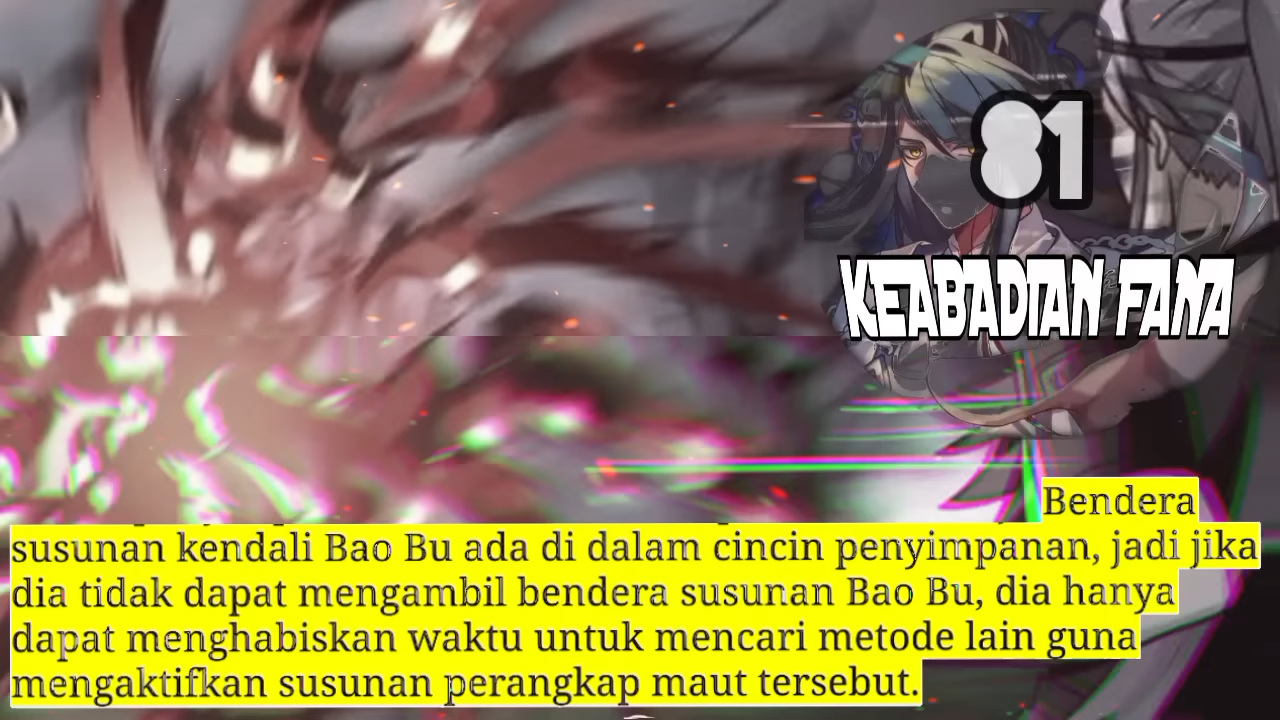 81
KEABADIAN FANA
Bendera
susunan kendali Bao Bu ada di dalam cincin penyimpanan, jadi jika
dia tidak dapat mengambil bendera susunan Bao Bu, dia hanya
dapat menghabiskan waktu untuk mencari metode lain guna
mengaktifkan susunan perangkap maut tersebut.